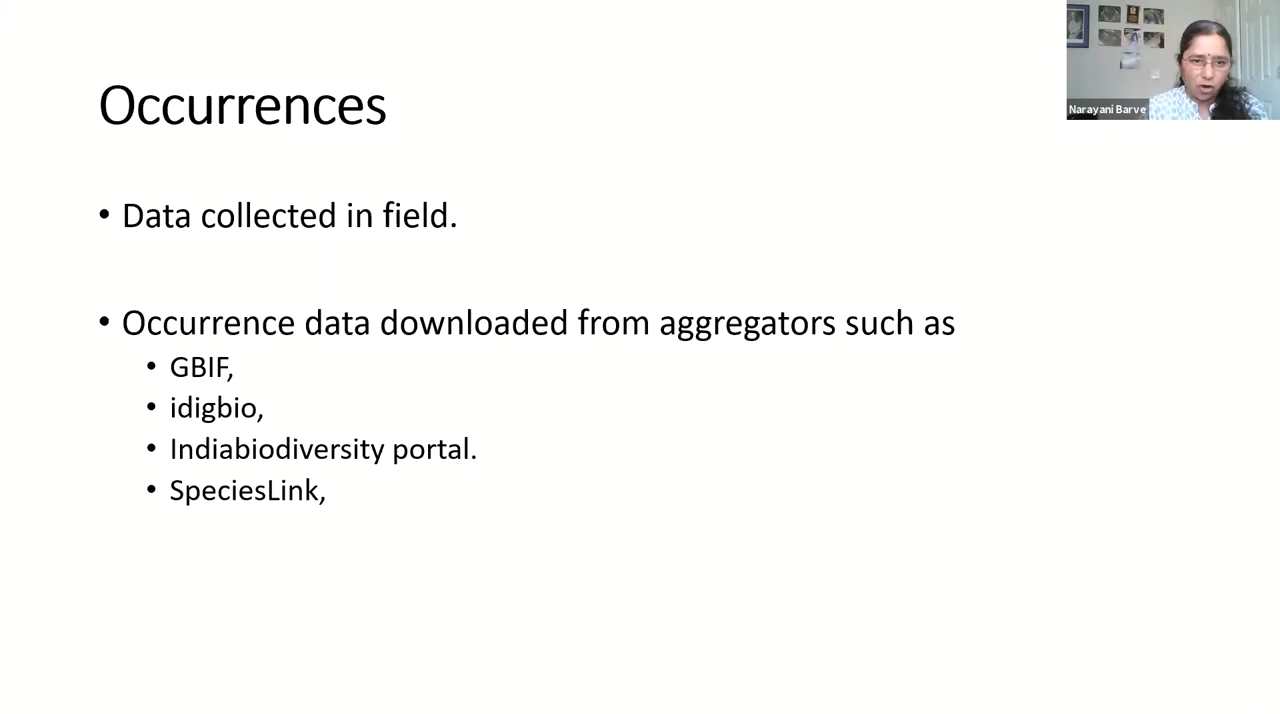 Occurrences
Narayani Barve
• Data collected in field.
• Occurrence data downloaded from aggregators such as
• GBIF,
• idigbio,
• Indiabiodiversity portal.
• SpeciesLink,